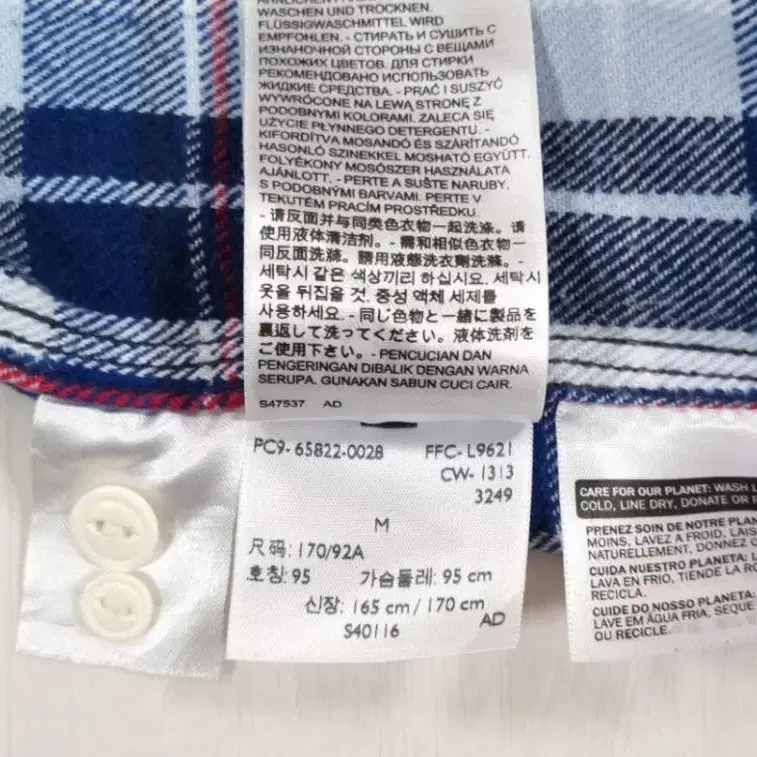 WASCHEN UND TROCKNEN.
FLÜSSIGWASCHMITTEL WIRD
EMPFOHLEN. - СТИРАТЬ И СУШИТЬ С
ИЗНАНОЧНОЙ СТОРОНЫ С ВЕЩАМИ
ПОХОЖИХ ЦВЕТОВ. ДЛЯ СТИРКИ
РЕКОМЕНДОВАНО ИСПОЛЬЗОВАТЬ
ЖИДКИЕ СРЕДСТВА. - PRAĆ I SUSZYĆ
WYWRÓCONE NA LEWĄ STRONĘ Z
PODOBNYMI KOLORAMI. ZALECA SIĘ
UŻYCIE PŁYNNEGO DETERGENTU. -
KIFORDÍTVA MOSANDÓ ÉS SZÁRÍTANDÓ
HASONLÓ SZINEKKEL MOSHATÓ EGYÜTT.
FOLYÉKONY MOSÓSZER HASZNÁLATA
AJÁNLOTT. - PERTE A SUŠTE NARUBY,
S PODOBNÝMI BARVAMI. PERTE V
TEKUTÉM PRACÍM PROSTŘEDKU.
- 请反面并与同类色衣物一起洗涤。请
使用液体清洁剂。- 需和相似色衣物一
同反面洗滌。請用液態洗衣劑洗滌。-
세탁시 같은 색상끼리 하십시요. 세탁시
옷을 뒤집을 것. 중성 액체 세제를
사용하세요. - 同じ色物と一緒に製品を
裏返して洗ってください。液体洗剤を
ご使用下さい。- PENCUCIAN DAN
PENGERINGAN DIBALIK DENGAN WARNA
SERUPA. GUNAKAN SABUN CUCI CAIR.
S47537 AD
PC9-65822-0028 FFC-L9621
CW-1313
3249
M
尺码: 170/92A
호칭: 95 가슴둘레: 95 cm
신장: 165 cm / 170 cm
S40116 AD
CARE FOR OUR PLANET: WASH
COLD, LINE DRY, DONATE OR
PRENEZ SOIN DE NOTRE
MOINS, LAVEZ A FROID,
NATURELLEMENT, DONNEZ
CUIDA NUESTRO PLANETA:
LAVA EN FRIO, TIENDE LA
RECICLA.
CUIDE DO NOSSO PLANETA:
LAVE EM ÁGUA FRIA, SEQUE
OU RECICLE.